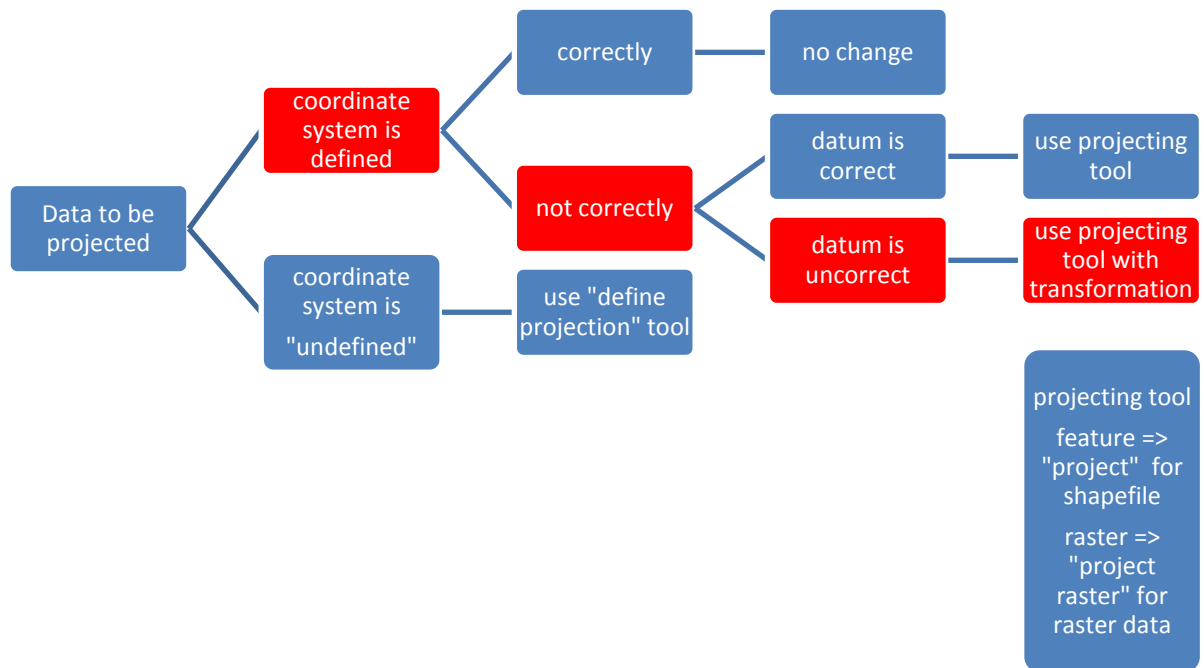 Data to be
projected
coordinate
system is
defined
correctly
no change
not correctly
datum is
correct
use projecting
tool
datum is
uncorrect
use projecting
tool with
transformation
coordinate
system is
"undefined"
use "define
projection" tool
projecting tool
feature =>
"project" for
shapefile
raster =>
"project
raster" for
raster data